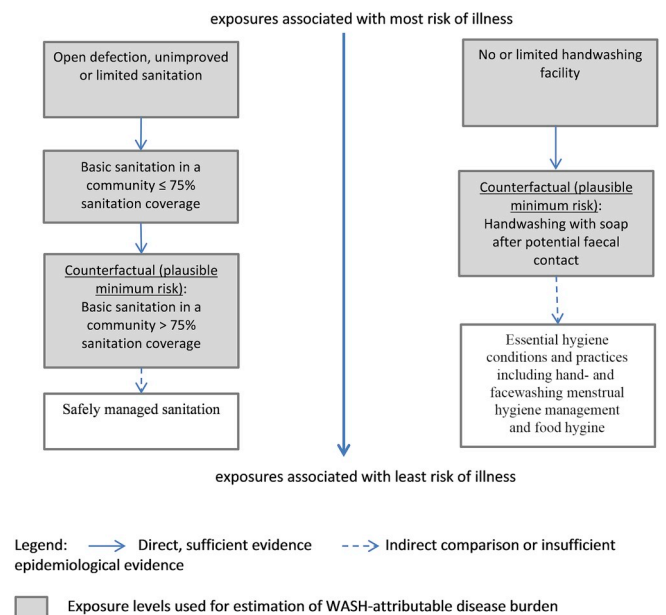 exposures associated with most risk of illness
Open defection, unimproved
or limited sanitation
Basic sanitation in a
community ≤ 75%
sanitation coverage
Counterfactual (plausible
minimum risk):
Basic sanitation in a
community > 75%
sanitation coverage
Safely managed sanitation
No or limited handwashing
facility
Counterfactual (plausible
minimum risk):
Handwashing with soap
after potential faecal
contact
Essential hygiene
conditions and practices
including hand- and
facewashing menstrual
hygiene management
and food hygine
exposures associated with least risk of illness
Legend: Direct, sufficient evidence Indirect comparison or insufficient
epidemiological evidence
Exposure levels used for estimation of WASH-attributable disease burden